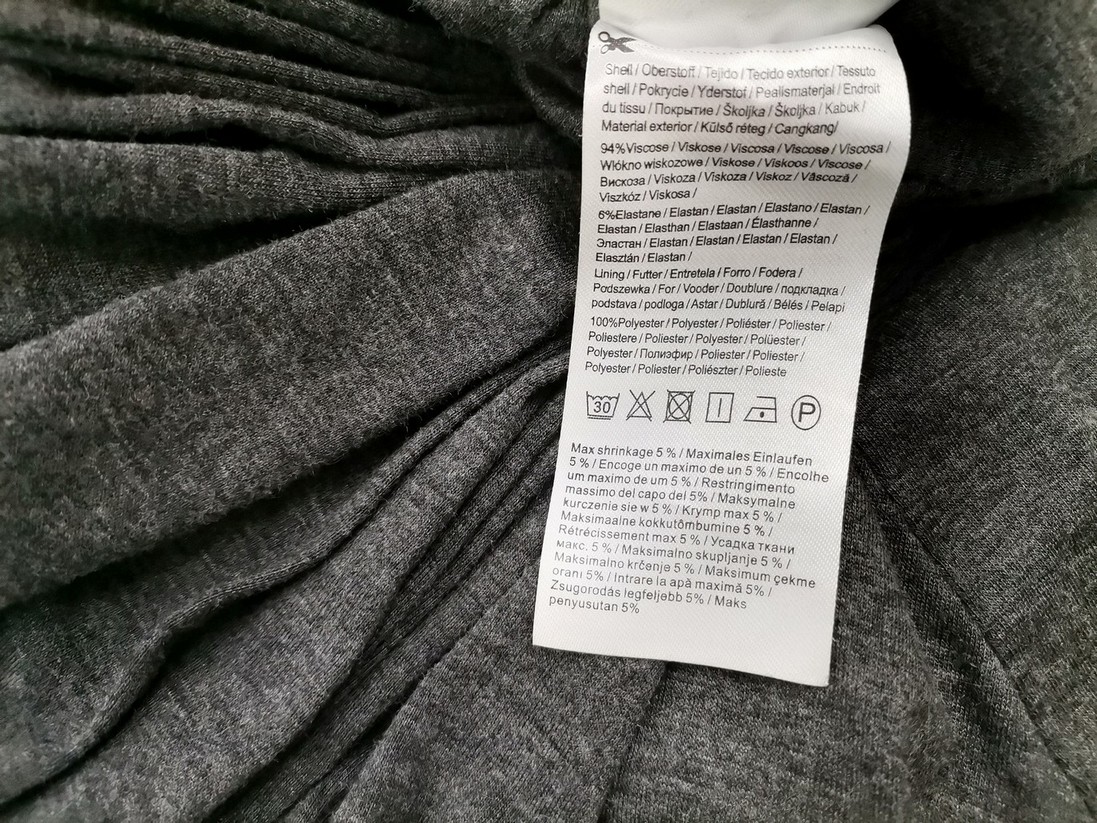 Shell / Oberstoff / Tejido / Tecido exterior / Tessuto
shell / Pokrycie / Yderstof / Pealismaterjal / Endroit
du tissu / Покрытие / Školjka / Školjka / Kabuk /
Material exterior / Külső réteg / Cangkang/
94%Viscose / Viskose / Viscosa / Viscose / Viscosa /
Włókno wiskozowe / Viskose / Viskoos / Viscose /
Вискоза / Viskoza / Viskoza / Viskoz / Vâscoză /
Viszkóz / Viskosa /
6%Elastane / Elastan / Elastan / Elastano / Elastan /
Elastan / Elasthan / Elastaan / Élasthanne /
Эластан / Elastan / Elastan / Elastan / Elastan /
Elasztán / Elastan /
Lining / Futter / Entretela / Forro / Fodera /
Podszewka / For / Vooder / Doublure / подкладка /
podstava / podloga / Astar / Dublură / Bélés / Pelapi
100%Polyester / Polyester / Poliéster / Poliester /
Poliestere / Poliester / Polyester / Polüester /
Polyester / Полиэфир / Poliester / Poliester /
Polyester / Poliester / Poliészter / Polieste
30 P
Max shrinkage 5 % / Maximales Einlaufen
5 % / Encoge un maximo de un 5 % / Encolhe
um maximo de um 5 % / Restringimento
massimo del capo del 5% / Maksymalne
kurczenie sie w 5 % / Krymp max 5 % /
Maksimaalne kokkutõmbumine 5 % /
Rétrécissement max 5 % / Усадка ткани
макс. 5 % / Maksimalno skupljanje 5 % /
Maksimalno krčenje 5 % / Maksimum çekme
oranı 5% / Intrare la apă maximă 5% /
Zsugorodás legfeljebb 5% / Maks
penyusutan 5%